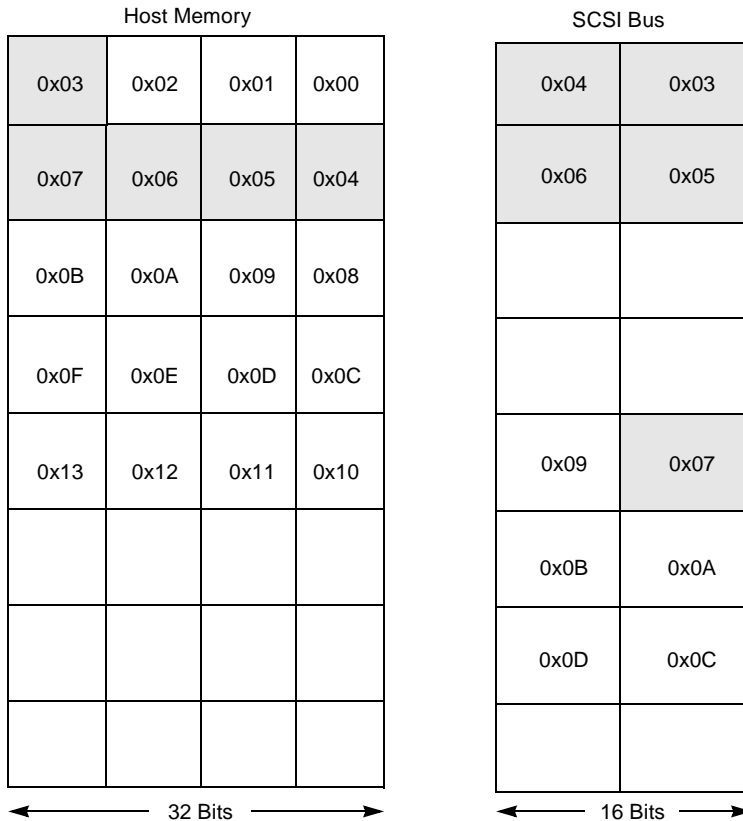 Host Memory
0x03 0x02 0x01 0x00
0x07 0x06 0x05 0x04
0x0B 0x0A 0x09 0x08
0x0F 0x0E 0x0D 0x0C
0x13 0x12 0x11 0x10
32 Bits
SCSI Bus
0x04 0x03
0x06 0x05
0x09 0x07
0x0B 0x0A
0x0D 0x0C
16 Bits